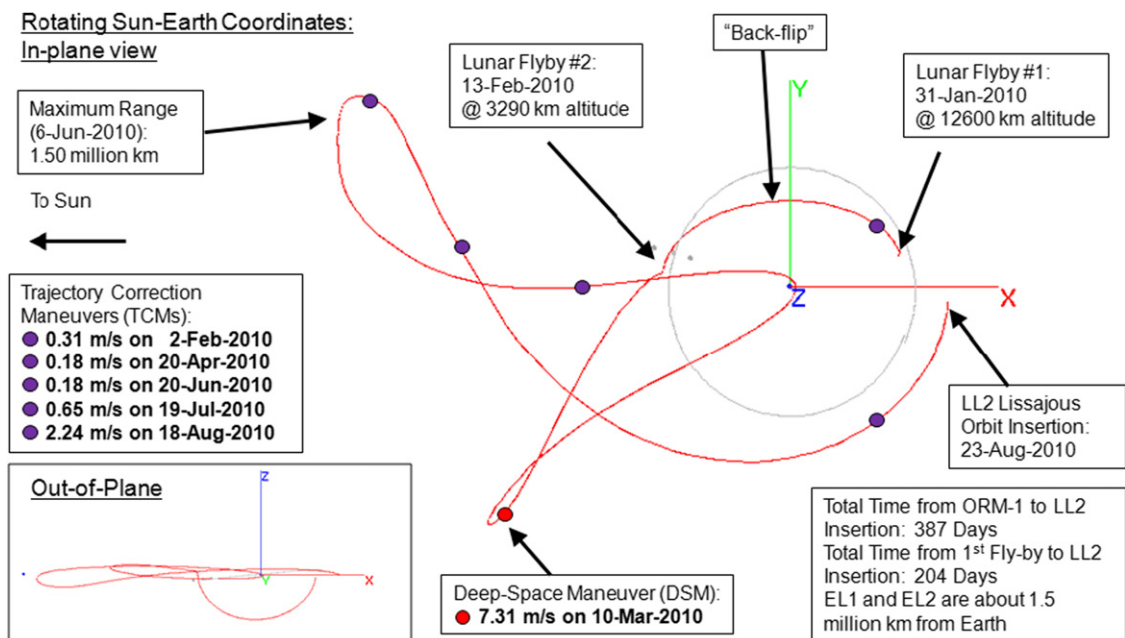 Rotating Sun-Earth Coordinates:
In-plane view
"Back-flip"
Lunar Flyby #2:
13-Feb-2010
@ 3290 km altitude
Lunar Flyby #1:
31-Jan-2010
@ 12600 km altitude
Maximum Range
(6-Jun-2010):
1.50 million km
To Sun
Y
Z
X
Trajectory Correction
Maneuvers (TCMs):
0.31 m/s on 2-Feb-2010
0.18 m/s on 20-Apr-2010
0.18 m/s on 20-Jun-2010
0.65 m/s on 19-Jul-2010
2.24 m/s on 18-Aug-2010
LL2 Lissajous
Orbit Insertion:
23-Aug-2010
Out-of-Plane
Z
Y
X
Deep-Space Maneuver (DSM):
7.31 m/s on 10-Mar-2010
Total Time from ORM-1 to LL2
Insertion: 387 Days
Total Time from 1st Fly-by to LL2
Insertion: 204 Days
EL1 and EL2 are about 1.5
million km from Earth